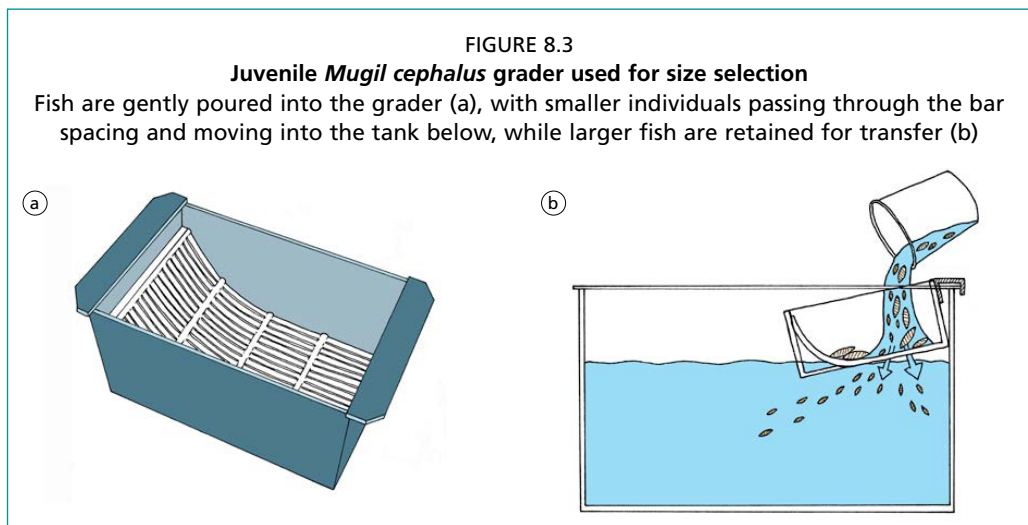 FIGURE 8.3
Juvenile Mugil cephalus grader used for size selection
Fish are gently poured into the grader (a), with smaller individuals passing through the bar
spacing and moving into the tank below, while larger fish are retained for transfer (b)
a
b